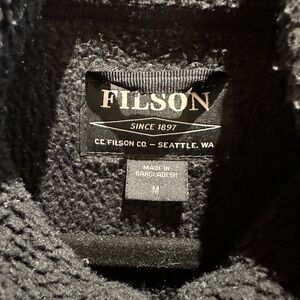 FILSON
SINCE 1897
C.C. FILSON CO. – SEATTLE, WA
MADE IN
BANGLADESH
M